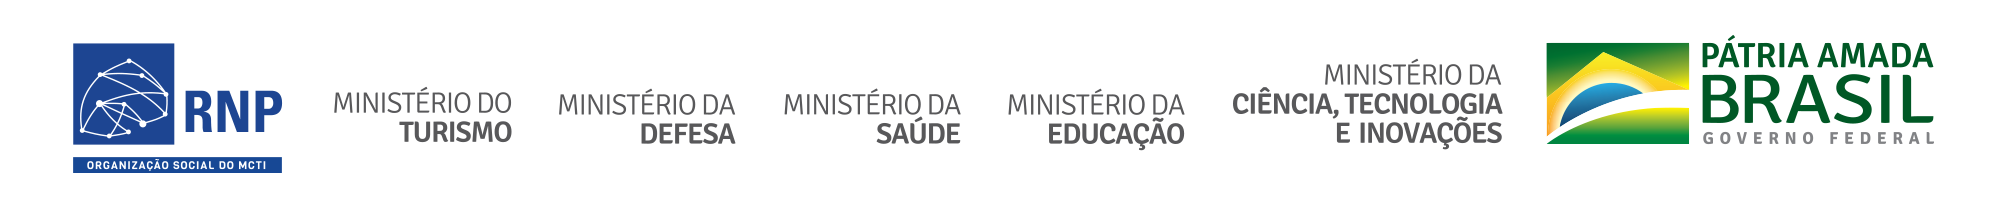 RNP
ORGANIZAÇÃO SOCIAL DO MCTI
MINISTÉRIO DO
TURISMO
MINISTÉRIO DA
DEFESA
MINISTÉRIO DA
SAÚDE
MINISTÉRIO DA
EDUCAÇÃO
MINISTÉRIO DA
CIÊNCIA, TECNOLOGIA
E INOVAÇÕES
PÁTRIA AMADA
BRASIL
GOVERNO FEDERAL